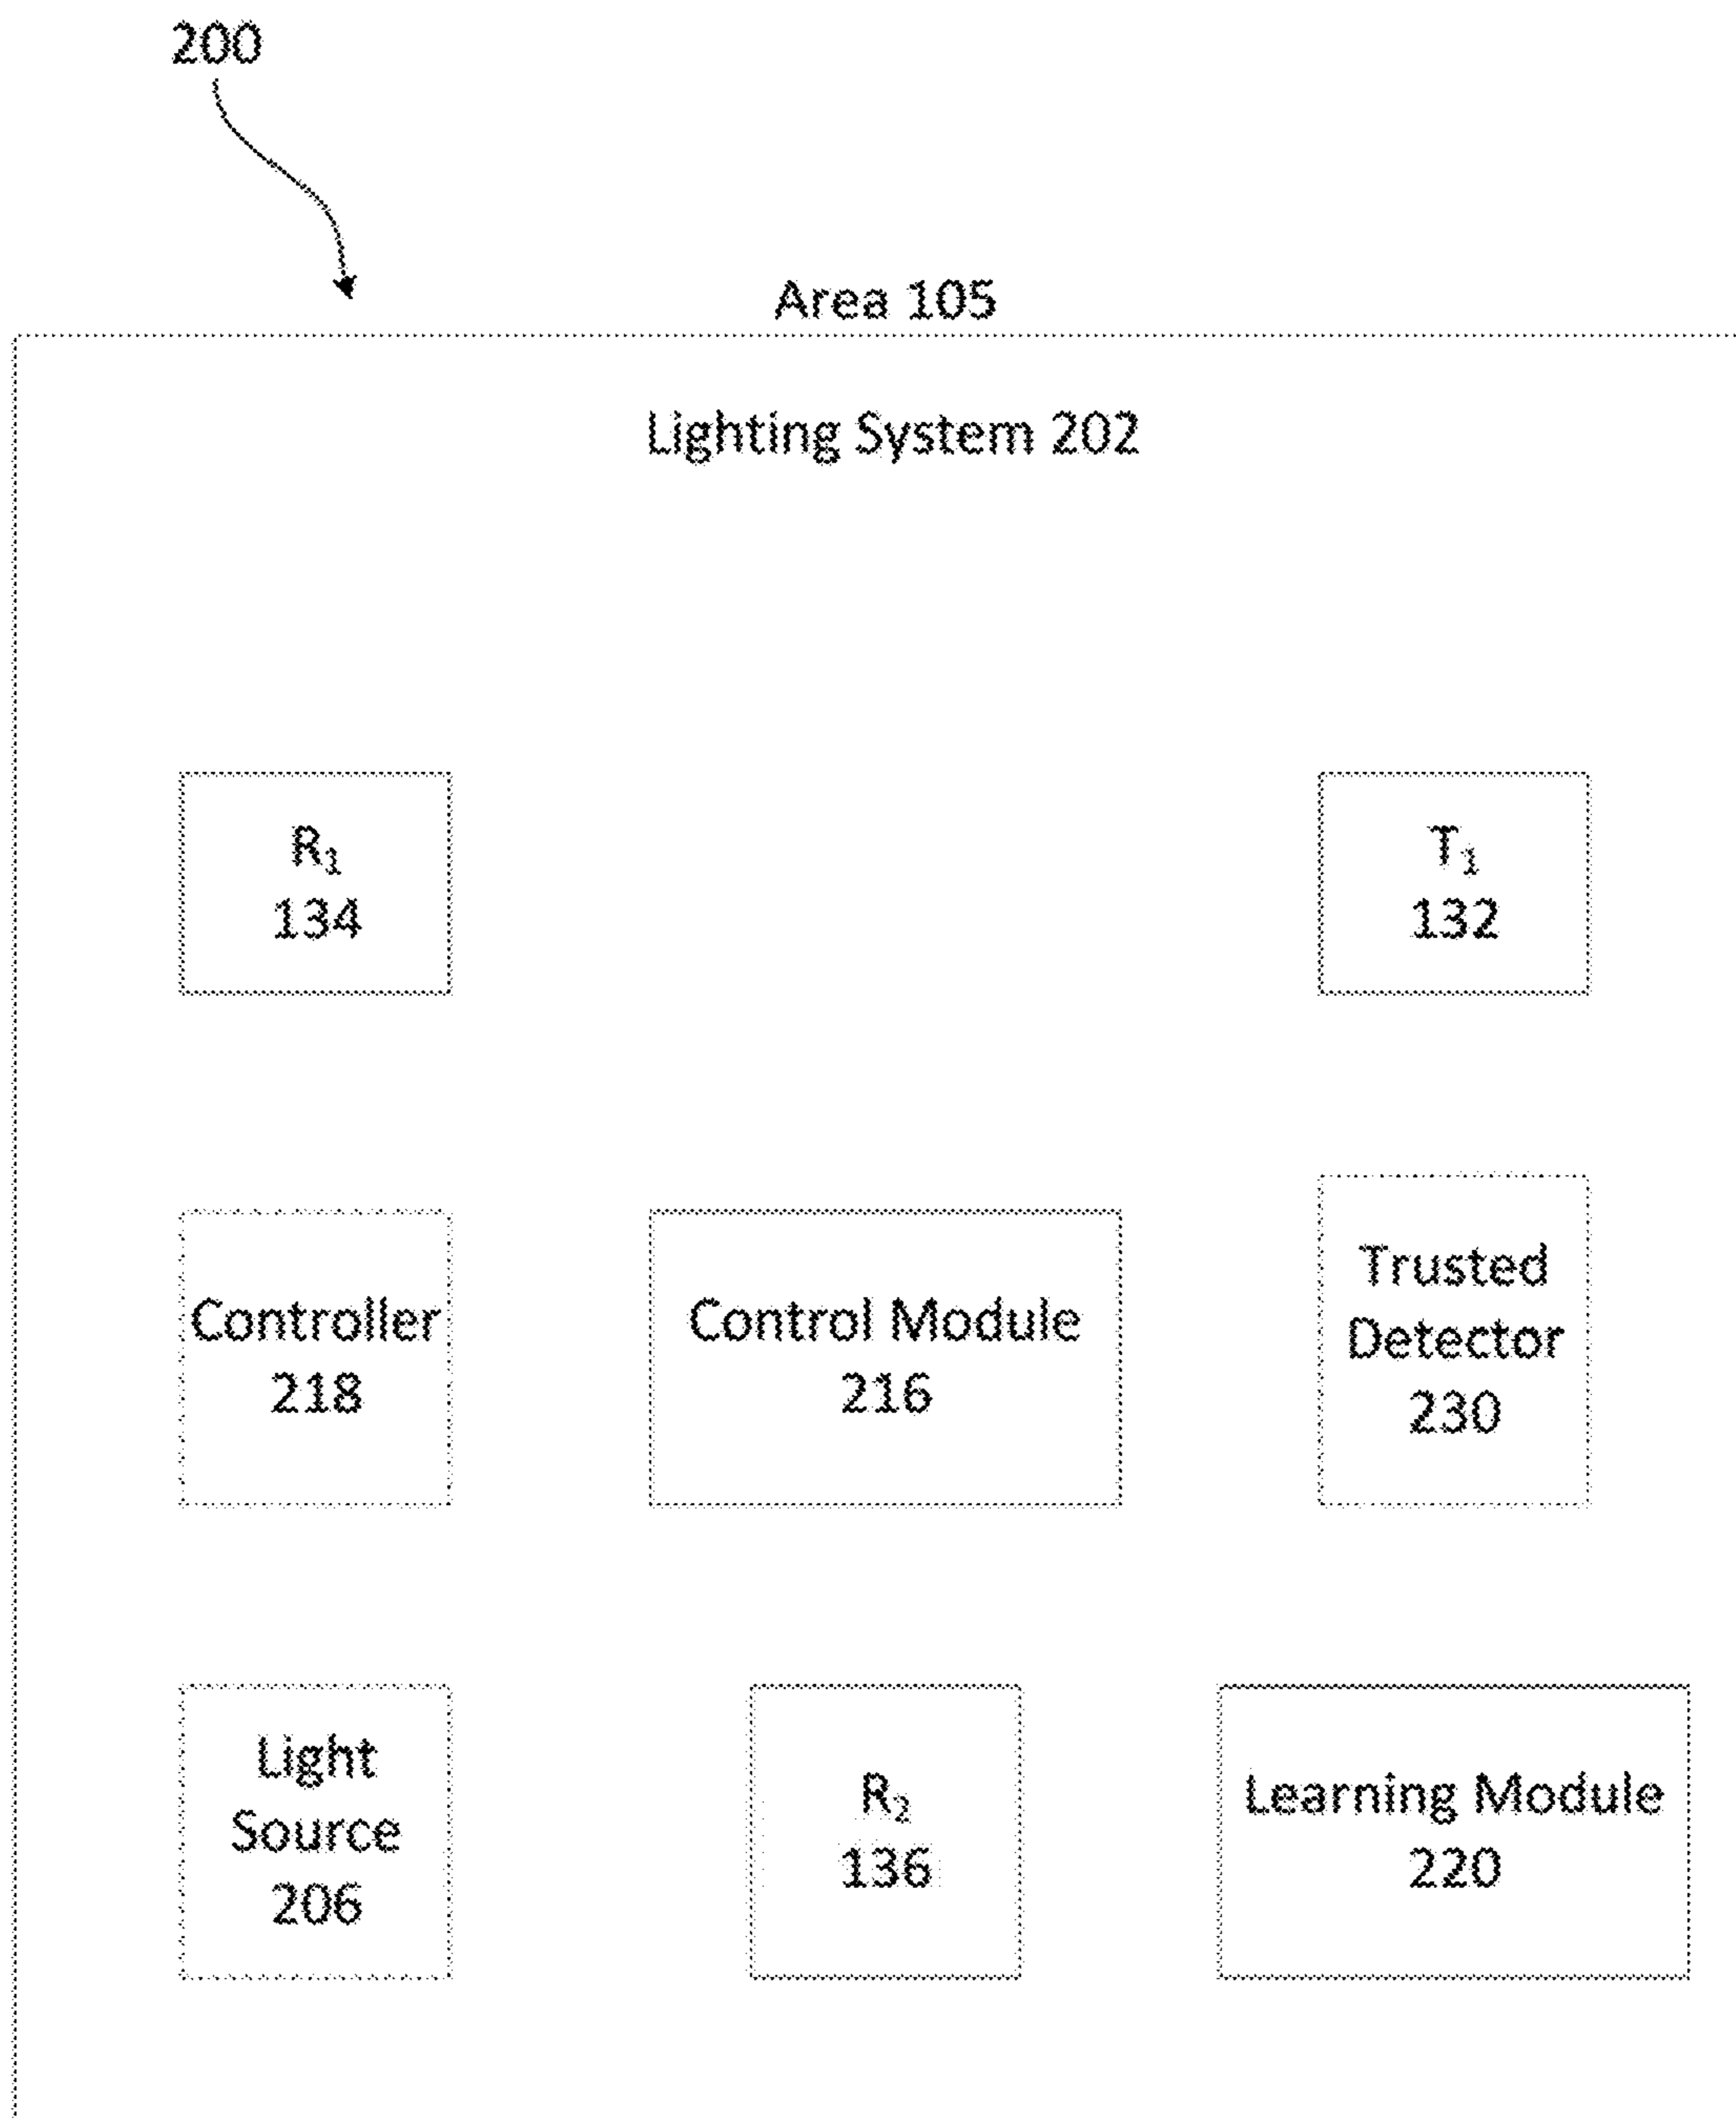 200
Area 105
Lighting System 202
R₁
134
T₁
132
Controller
218
Control Module
216
Trusted
Detector
230
Light
Source
206
R₂
136
Learning Module
220